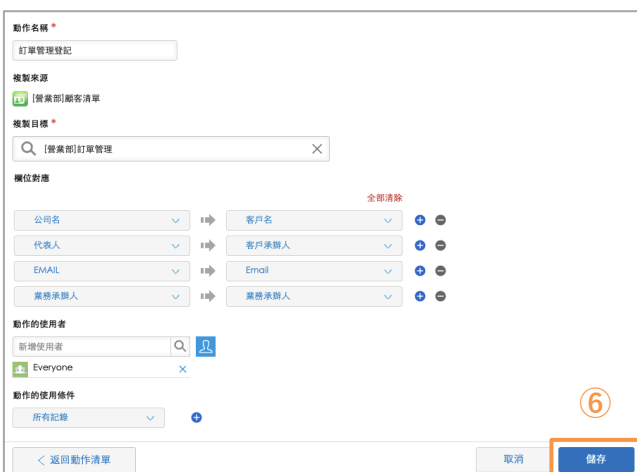 動作名稱 *
訂單管理登記
複製來源
[營業部]顧客清單
複製目標 *
[營業部]訂單管理
欄位對應
全部清除
公司名 客戶名
代表人 客戶承辦人
EMAIL Email
業務承辦人 業務承辦人
動作的使用者
新增使用者
Everyone
動作的使用條件
所有記錄
⑥
< 返回動作清單 取消 儲存